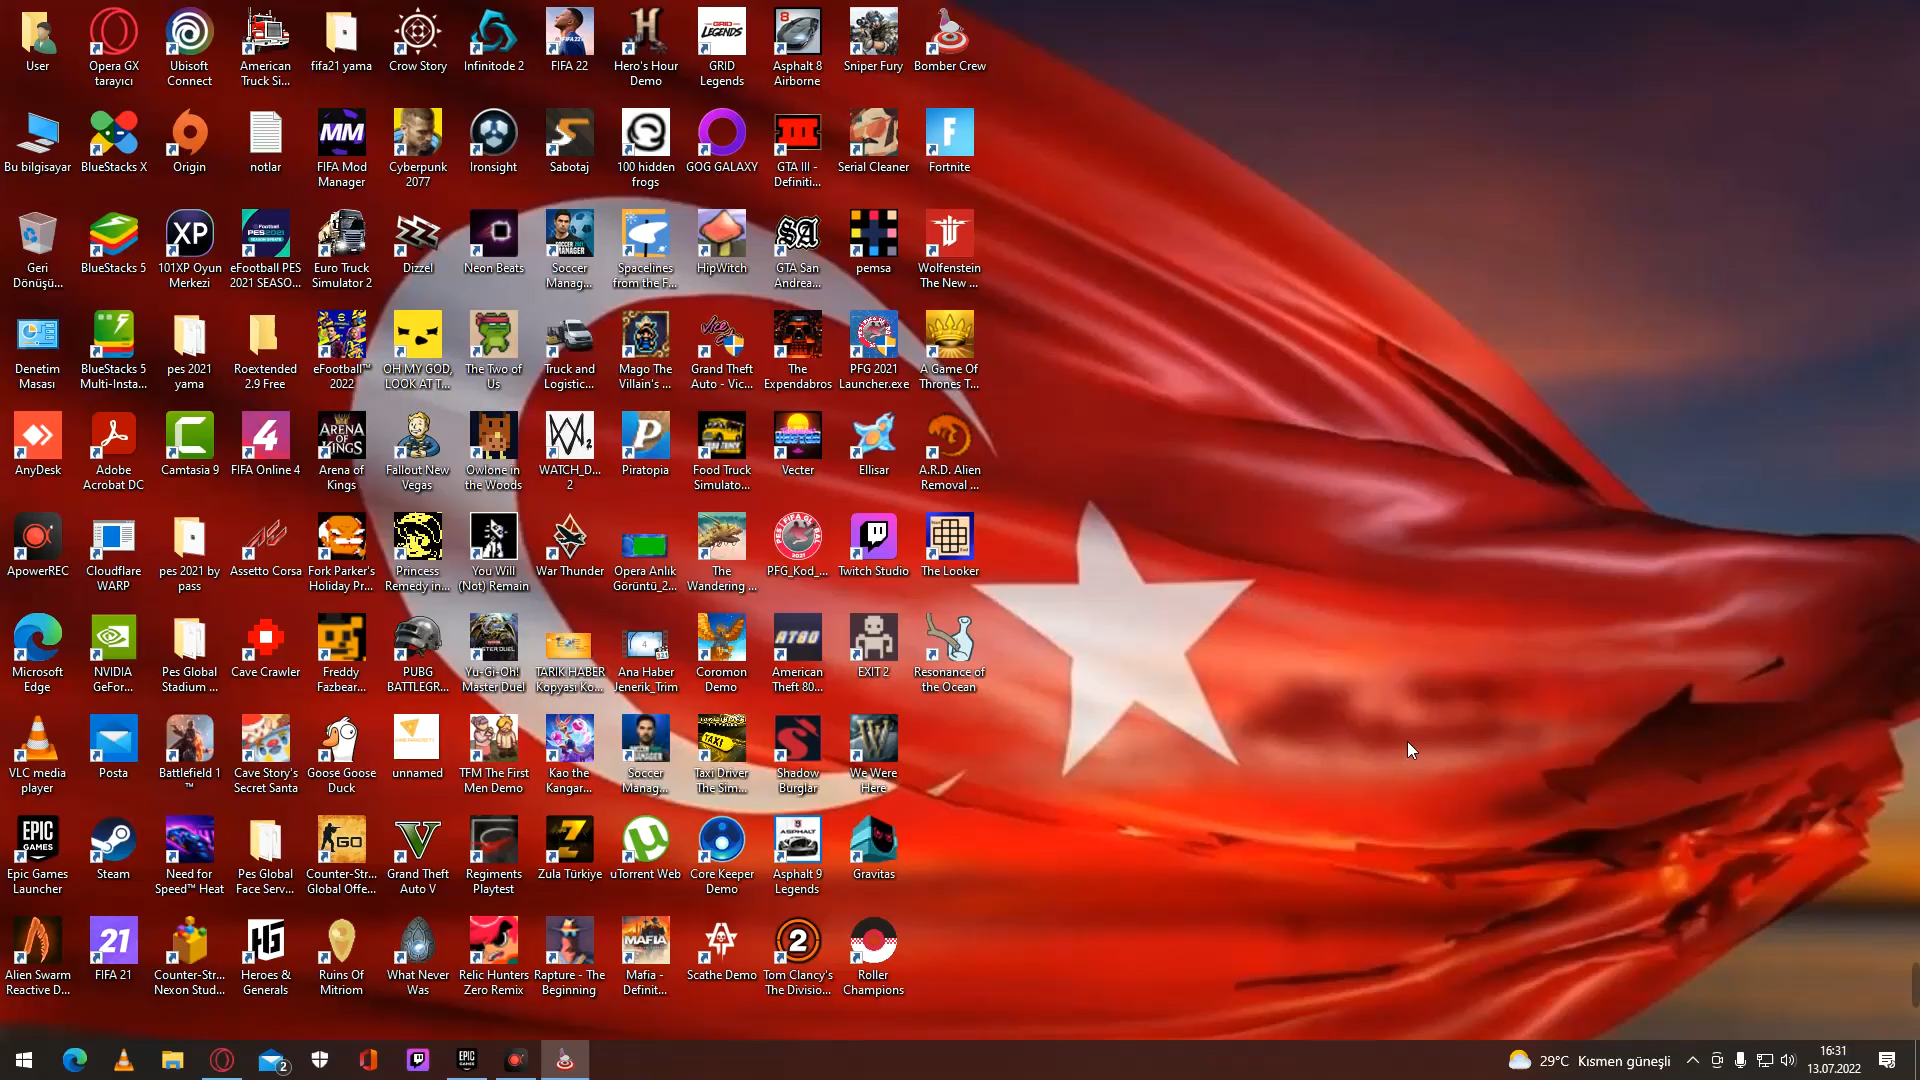 User
Opera GX
tarayıcı
Ubisoft
Connect
American
Truck Si...
fifa21 yama
Crow Story
Infinitode 2
FIFA 22
Hero's Hour
Demo
GRID
Legends
Asphalt 8
Airborne
Sniper Fury
Bomber Crew
Bu bilgisayar
BlueStacks X
Origin
notlar
FIFA Mod
Manager
Cyberpunk
2077
Ironsight
Sabotaj
100 hidden
frogs
GOG GALAXY
GTA III -
Definiti...
Serial Cleaner
Fortnite
Geri
Dönüşü...
BlueStacks 5
101XP Oyun
Merkezi
eFootball PES
2021 SEASO...
Euro Truck
Simulator 2
Dizzel
Neon Beats
Soccer
Manag...
Spacelines
from the F...
HipWitch
GTA San
Andrea...
pemsa
Wolfenstein
The New ...
Denetim
Masası
BlueStacks 5
Multi-Insta...
pes 2021
yama
Roextended
2.9 Free
eFootball™
2022
OH MY GOD,
LOOK AT T...
The Two of
Us
Truck and
Logistic...
Mago The
Villain's ...
Grand Theft
Auto - Vic...
The
Expendabros
PFG 2021
Launcher.exe
A Game Of
Thrones T...
AnyDesk
Adobe
Acrobat DC
Camtasia 9
FIFA Online 4
Arena of
Kings
Fallout New
Vegas
Owlone in
the Woods
WATCH_D...
2
Piratopia
Food Truck
Simulato...
Vecter
Ellisar
A.R.D. Alien
Removal ...
ApowerREC
Cloudflare
WARP
pes 2021 by
pass
Assetto Corsa
Fork Parker's
Holiday Pr...
Princess
Remedy in...
You Will
(Not) Remain
War Thunder
Opera Anlık
Görüntü_2...
The
Wandering ...
PFG_Kod_...
Twitch Studio
The Looker
Microsoft
Edge
NVIDIA
GeFor...
Pes Global
Stadium ...
Cave Crawler
Freddy
Fazbear...
PUBG
BATTLEGR...
Yu-Gi-Oh!
Master Duel
TARIK HABER
Kopyası Ko...
Ana Haber
Jenerik_Trim
Coromon
Demo
American
Theft 80...
EXIT 2
Resonance of
the Ocean
VLC media
player
Posta
Battlefield 1
™
Cave Story's
Secret Santa
Goose Goose
Duck
unnamed
TFM The First
Men Demo
Kao the
Kangar...
Soccer
Manag...
Taxi Driver
The Sim...
Shadow
Burglar
We Were
Here
Epic Games
Launcher
Steam
Need for
Speed™ Heat
Pes Global
Face Serv...
Counter-Str...
Global Offe...
Grand Theft
Auto V
Regiments
Playtest
Zula Türkiye
uTorrent Web
Core Keeper
Demo
Asphalt 9
Legends
Gravitas
Alien Swarm
Reactive D...
FIFA 21
Counter-Str...
Nexon Stud...
Heroes &
Generals
Ruins Of
Mitriom
What Never
Was
Relic Hunters
Zero Remix
Rapture - The
Beginning
Mafia -
Definit...
Scathe Demo
Tom Clancy's
The Divisio...
Roller
Champions
29°C Kısmen güneşli
16:31
13.07.2022